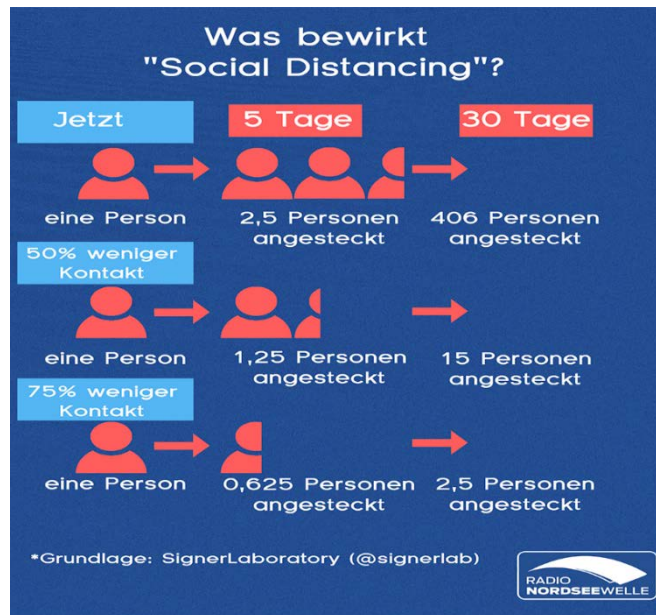 Was bewirkt
"Social Distancing"?
Jetzt
5 Tage
30 Tage
eine Person
2,5 Personen
angesteckt
406 Personen
angesteckt
50% weniger
Kontakt
eine Person
1,25 Personen
angesteckt
15 Personen
angesteckt
75% weniger
Kontakt
eine Person
0,625 Personen
angesteckt
2,5 Personen
angesteckt
*Grundlage: SignerLaboratory (@signerlab)
RADIO
NORDSEEWELLE